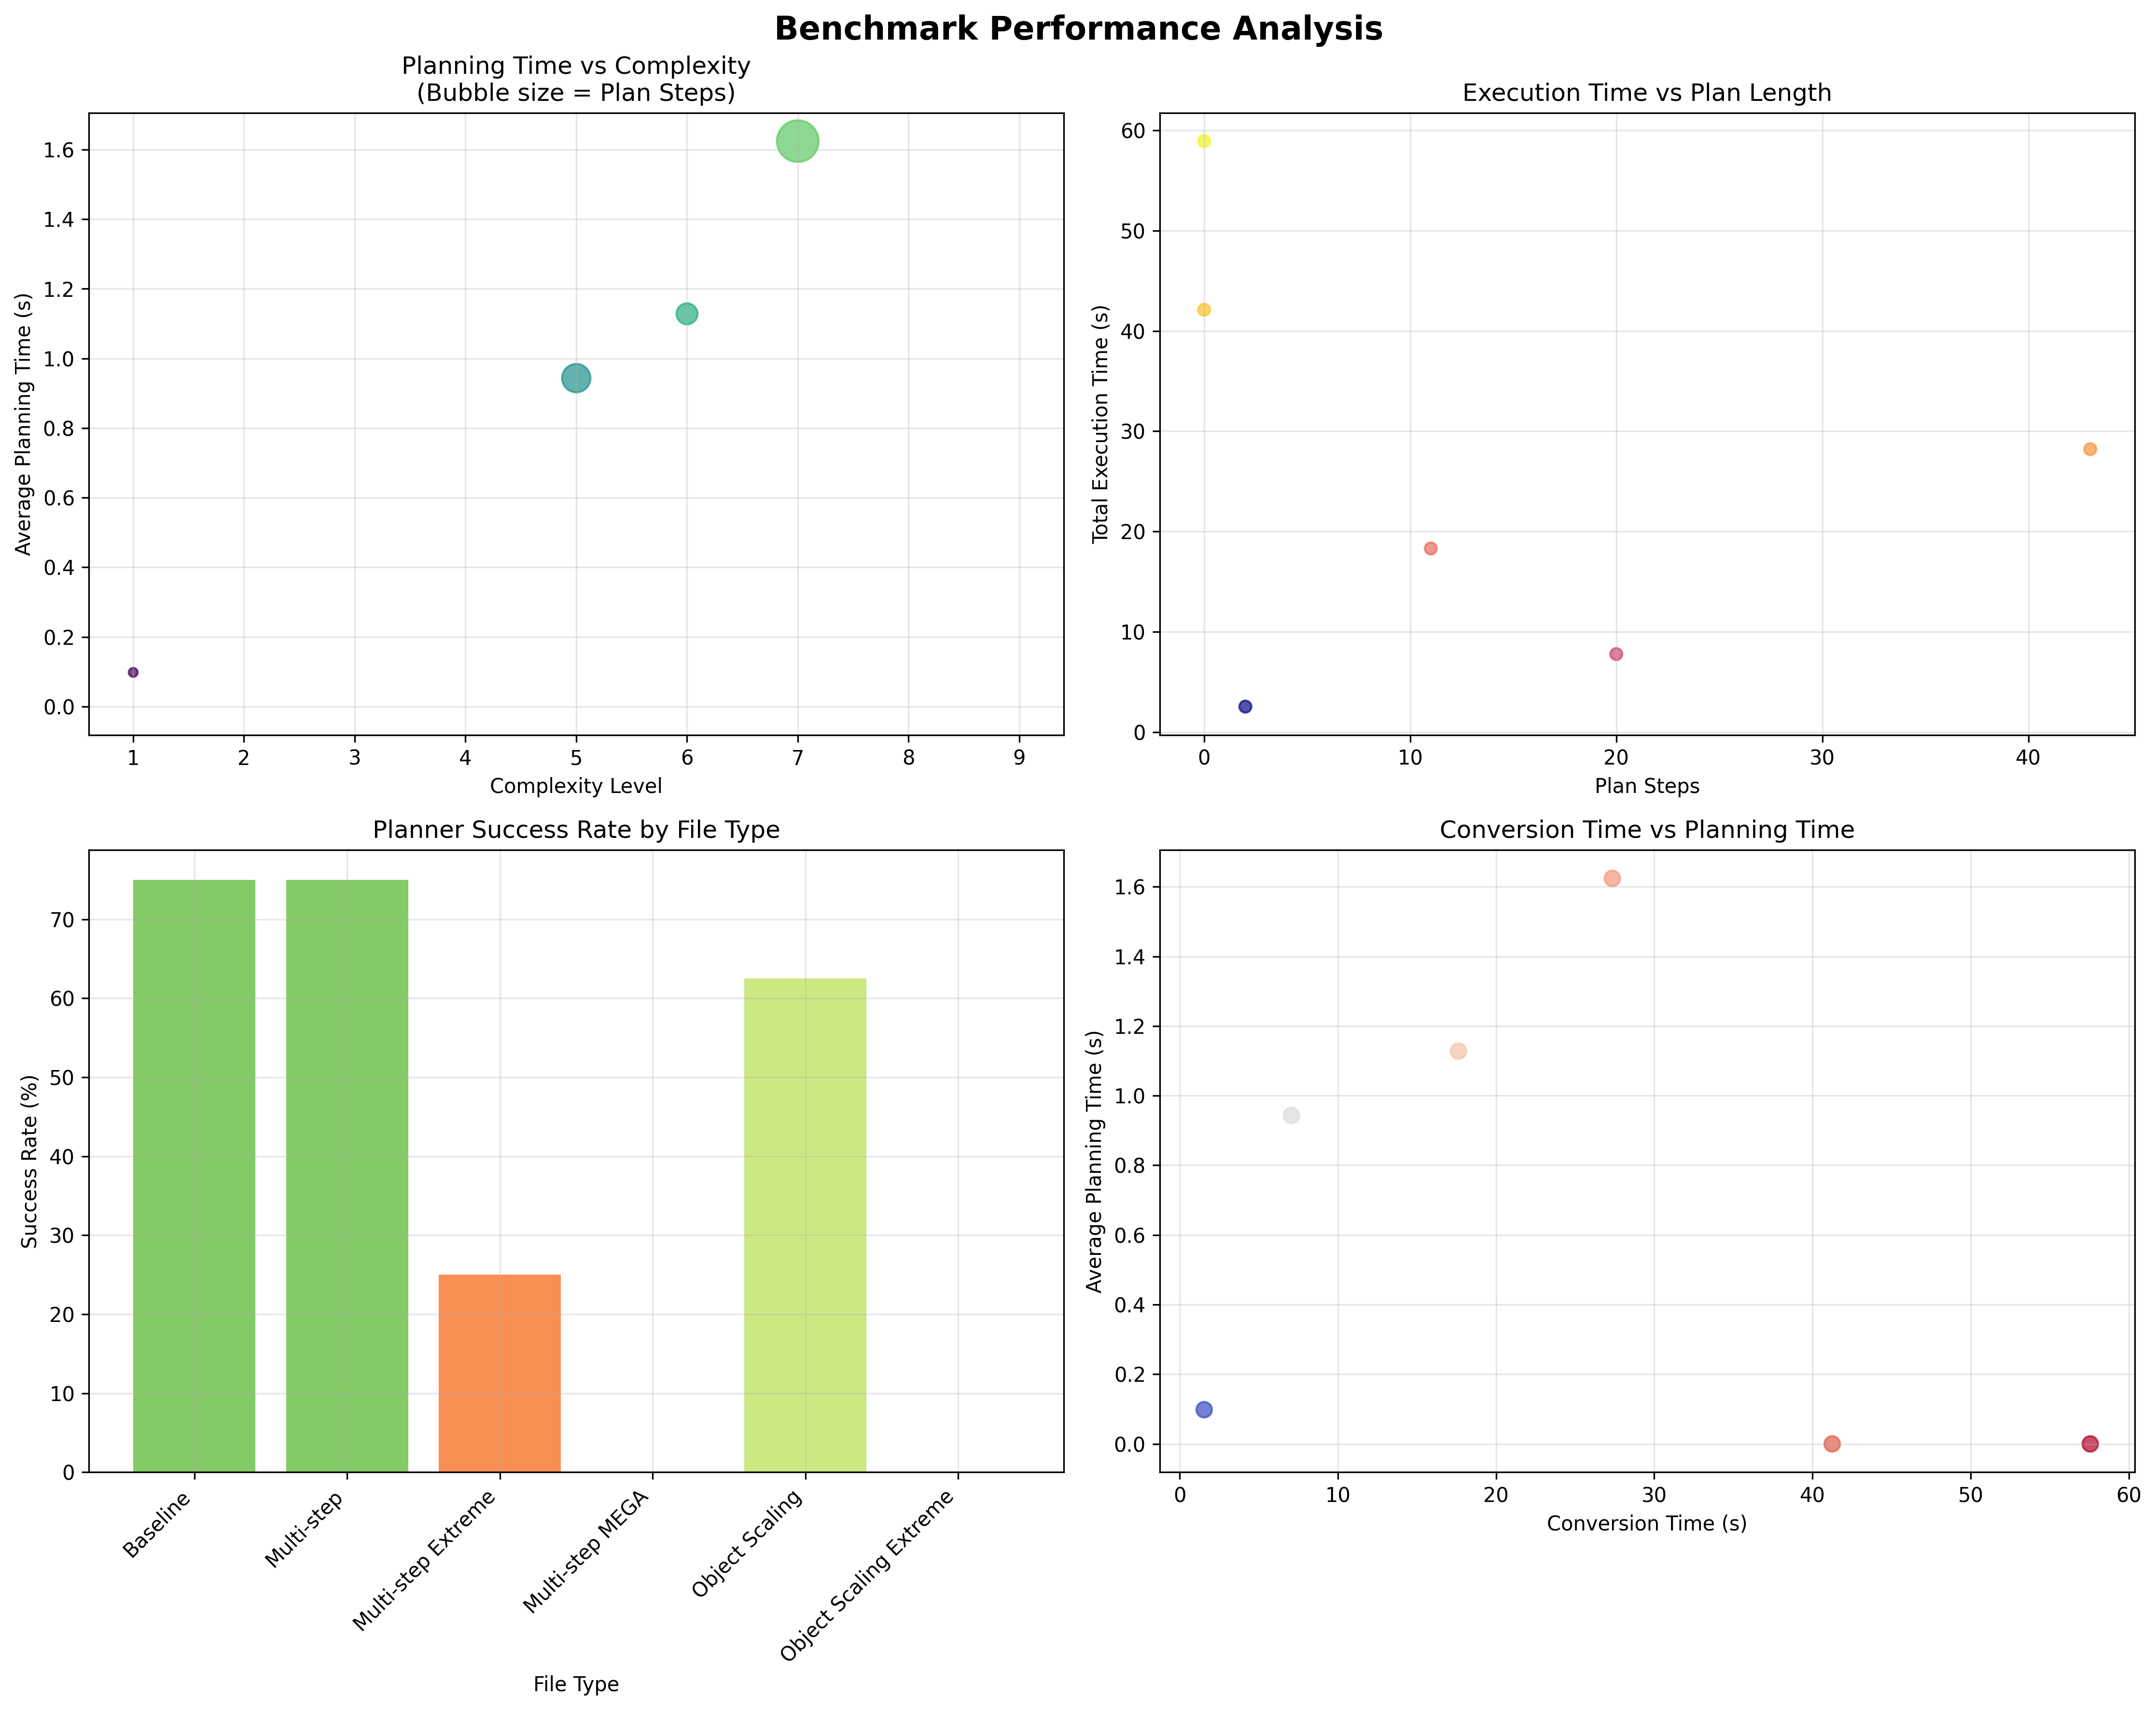 Benchmark Performance Analysis
Planning Time vs Complexity
(Bubble size = Plan Steps)
Average Planning Time (s)
1.6
1.4
1.2
1.0
0.8
0.6
0.4
0.2
0.0
1 2 3 4 5 6 7 8 9
Complexity Level
Execution Time vs Plan Length
Total Execution Time (s)
60
50
40
30
20
10
0
0 10 20 30 40
Plan Steps
Planner Success Rate by File Type
Success Rate (%)
70
60
50
40
30
20
10
0
Baseline
Multi-step
Multi-step Extreme
Multi-step MEGA
Object Scaling
Object Scaling Extreme
File Type
Conversion Time vs Planning Time
Average Planning Time (s)
1.6
1.4
1.2
1.0
0.8
0.6
0.4
0.2
0.0
0 10 20 30 40 50 60
Conversion Time (s)